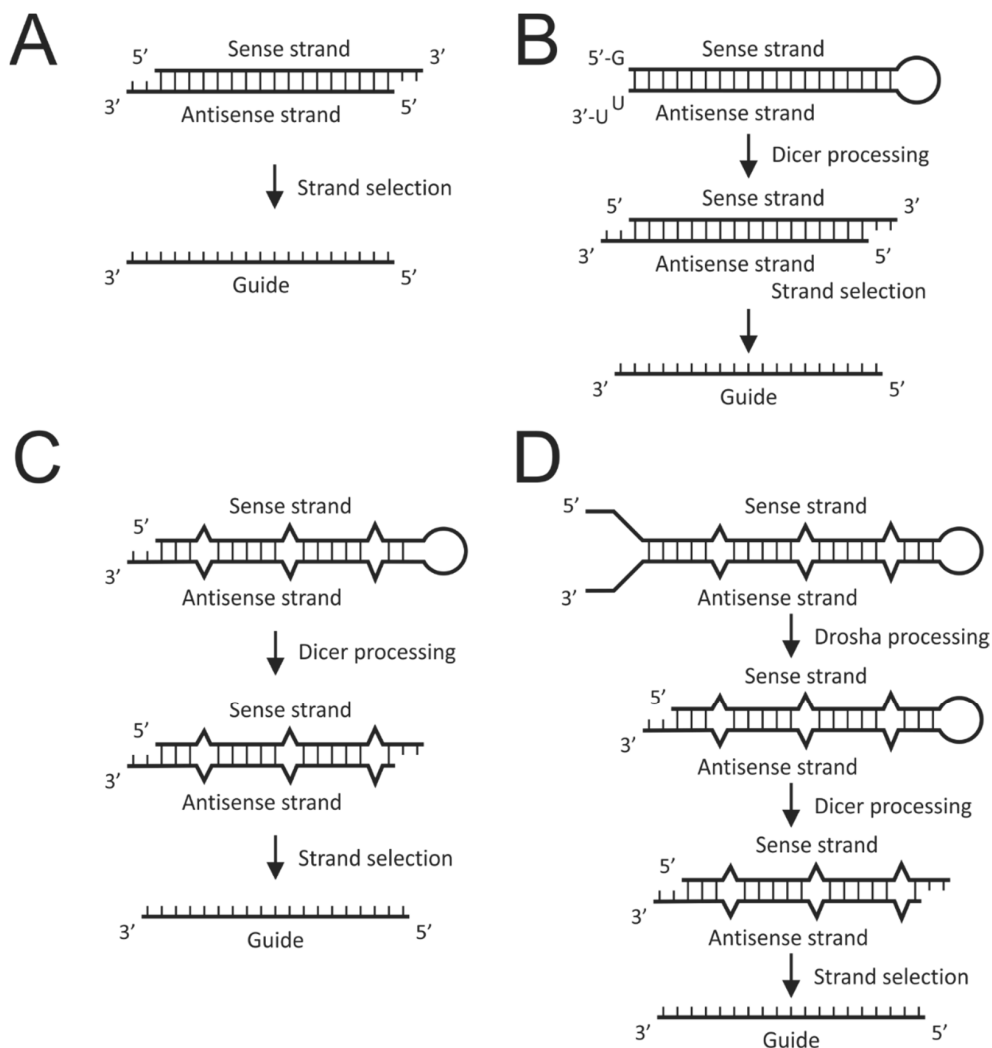 A
5’
Sense strand
3’
3’
Antisense strand
5’
Strand selection
3’
Guide
5’
B
5’-G
Sense strand
3’-U
U
Antisense strand
Dicer processing
Sense strand
5’
3’
3’
Antisense strand
5’
Strand selection
3’
Guide
5’
C
Sense strand
5’
3’
Antisense strand
Dicer processing
Sense strand
5’
3’
Antisense strand
Strand selection
3’
Guide
5’
D
5’
Sense strand
3’
Antisense strand
Drosha processing
Sense strand
5’
3’
Antisense strand
Dicer processing
Sense strand
5’
3’
Antisense strand
Strand selection
3’
Guide
5’